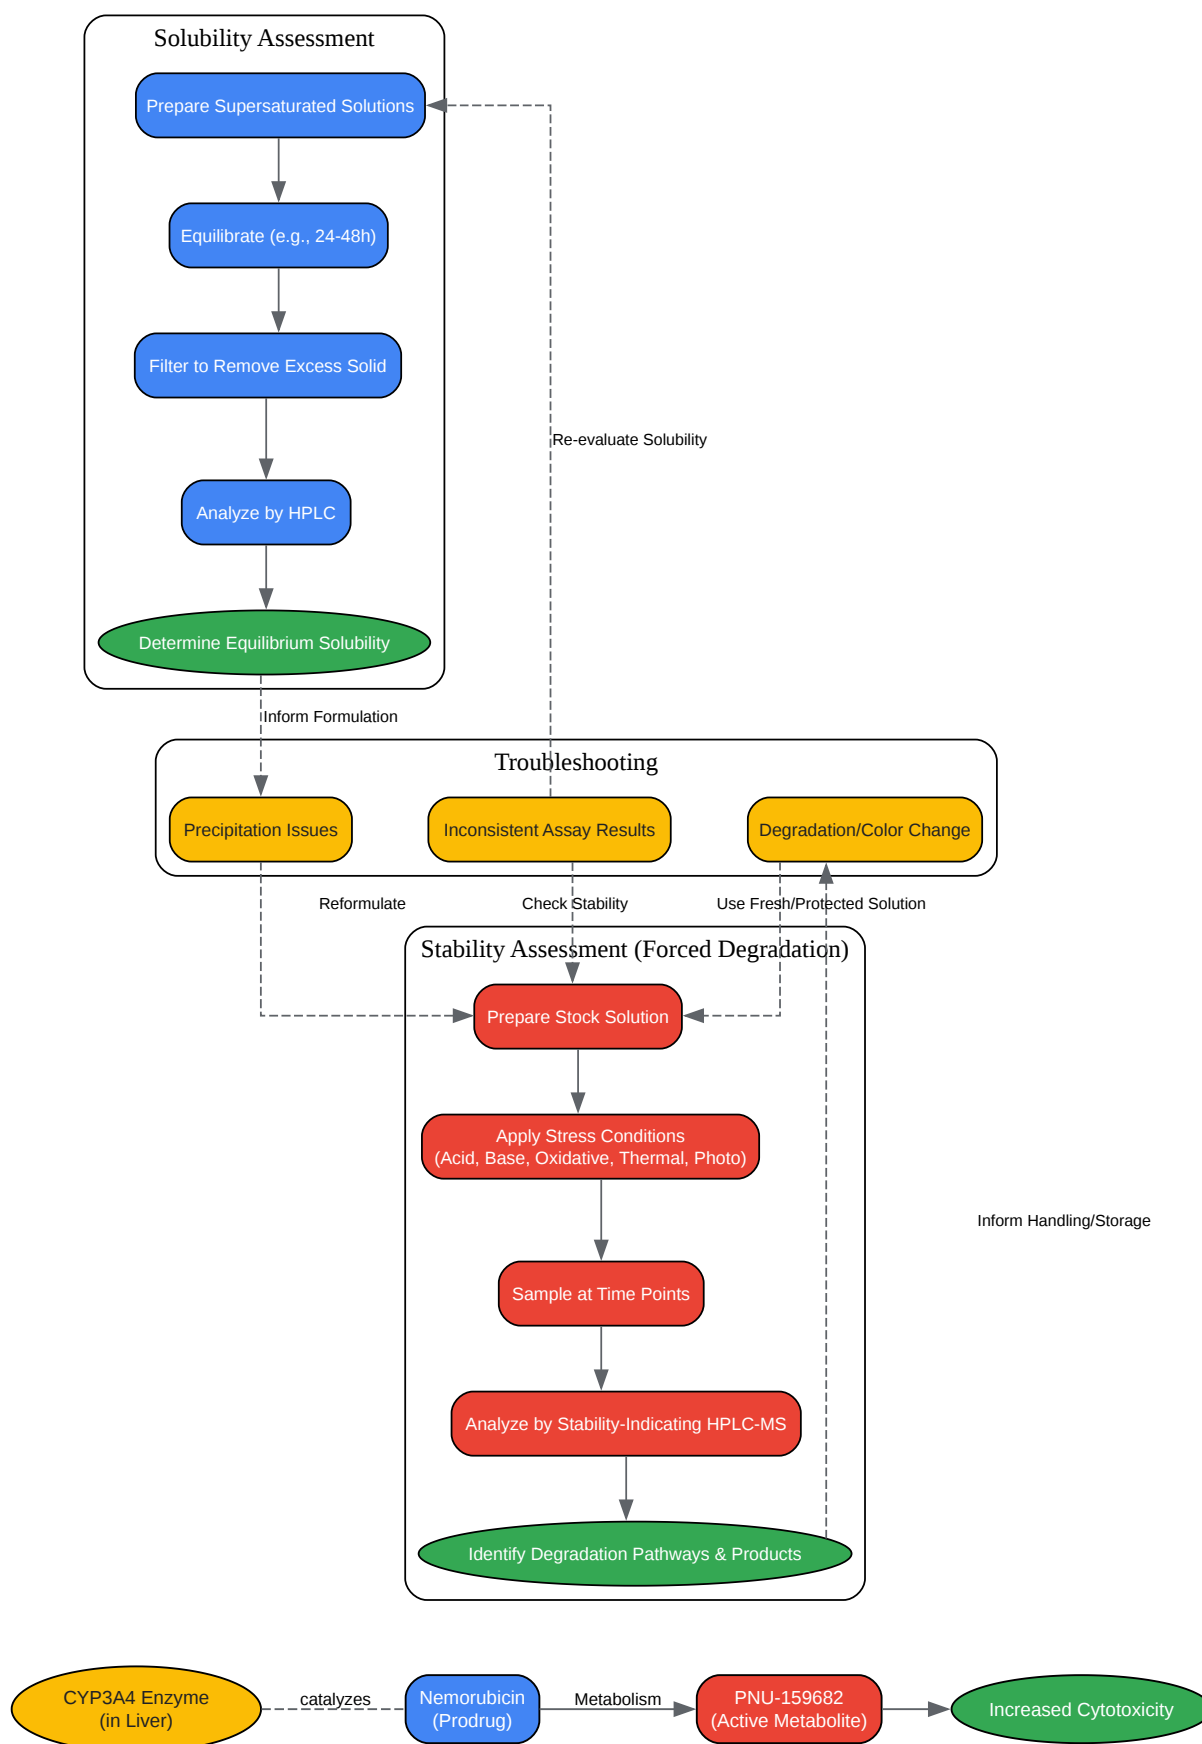 Solubility Assessment
Prepare Supersaturated Solutions
Equilibrate (e.g., 24-48h)
Filter to Remove Excess Solid
Re-evaluate Solubility
Analyze by HPLC
Determine Equilibrium Solubility
Inform Formulation
Troubleshooting
Precipitation Issues
Inconsistent Assay Results
Degradation/Color Change
Reformulate
Check Stability
Use Fresh/Protected Solution
Stability Assessment (Forced Degradation)
Prepare Stock Solution
Apply Stress Conditions
(Acid, Base, Oxidative, Thermal, Photo)
Inform Handling/Storage
Sample at Time Points
Analyze by Stability-Indicating HPLC-MS
Identify Degradation Pathways & Products
CYP3A4 Enzyme
(in Liver)
catalyzes
Nemorubicin
(Prodrug)
Metabolism
PNU-159682
(Active Metabolite)
Increased Cytotoxicity